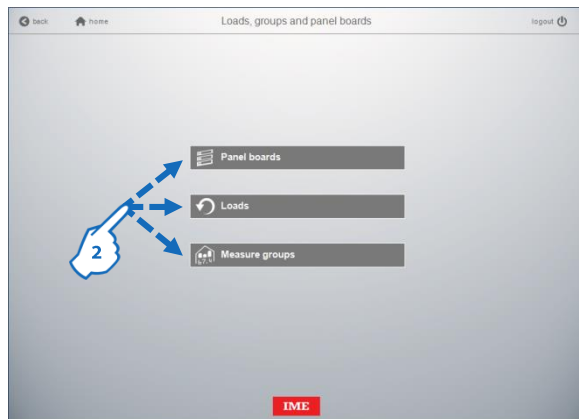 back home Loads, groups and panel boards logout
Panel boards
Loads
2
Measure groups
IME